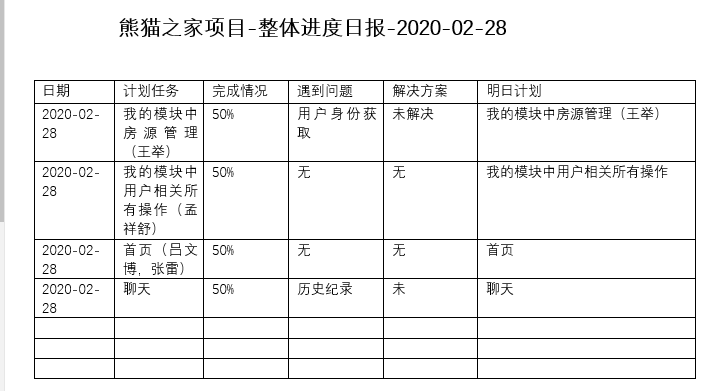 熊猫之家项目-整体进度日报-2020-02-28
日期 计划任务 完成情况 遇到问题 解决方案 明日计划
2020-02-28 我的模块中房源管理（王举） 50% 用户身份获取 未解决 我的模块中房源管理（王举）
2020-02-28 我的模块中用户相关所有操作（孟祥舒） 50% 无 无 我的模块中用户相关所有操作
2020-02-28 首页（吕文博，张雷） 50% 无 无 首页
2020-02-28 聊天 50% 历史纪录 未 聊天